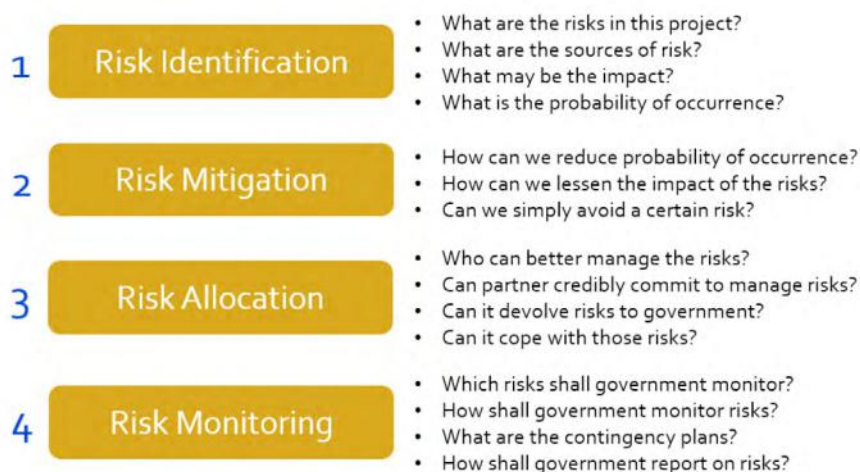 1
Risk Identification
• What are the risks in this project?
• What are the sources of risk?
• What may be the impact?
• What is the probability of occurrence?
2
Risk Mitigation
• How can we reduce probability of occurrence?
• How can we lessen the impact of the risks?
• Can we simply avoid a certain risk?
3
Risk Allocation
• Who can better manage the risks?
• Can partner credibly commit to manage risks?
• Can it devolve risks to government?
• Can it cope with those risks?
4
Risk Monitoring
• Which risks shall government monitor?
• How shall government monitor risks?
• What are the contingency plans?
• How shall government report on risks?